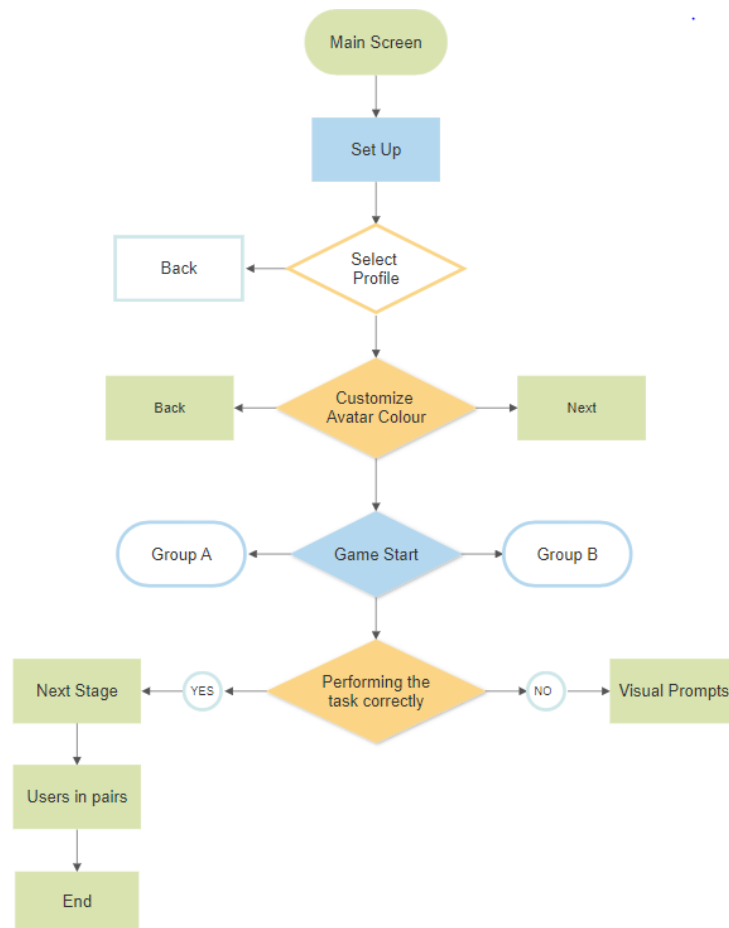 Main Screen
Set Up
Select
Profile
Back
Customize
Avatar Colour
Back
Next
Game Start
Group A
Group B
Performing the
task correctly
YES
NO
Next Stage
Visual Prompts
Users in pairs
End